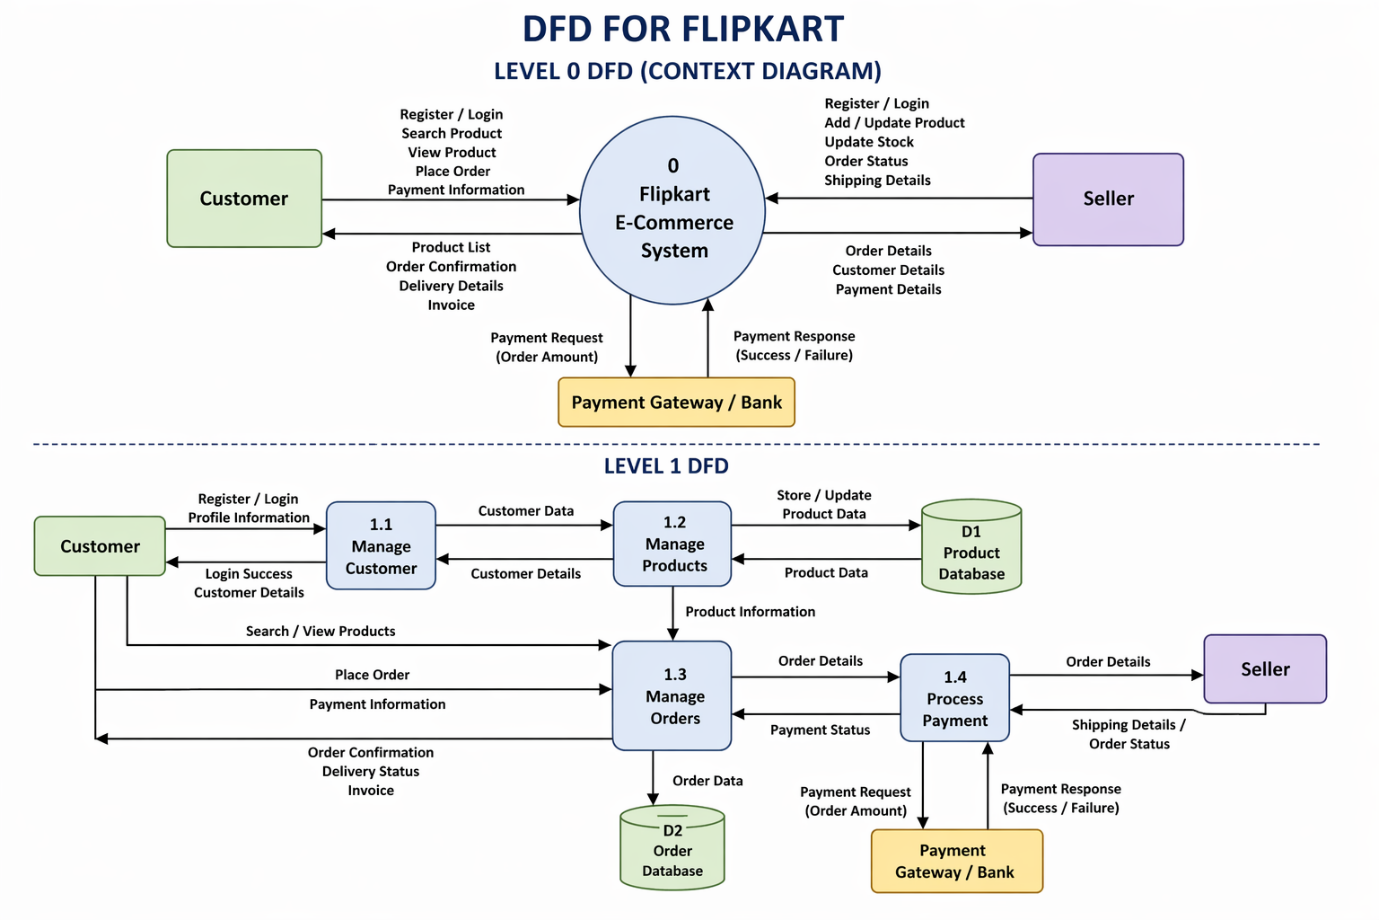 DFD FOR FLIPKART
LEVEL 0 DFD (CONTEXT DIAGRAM)
Register / Login
Search Product
View Product
Place Order
Payment Information
Register / Login
Add / Update Product
Update Stock
Order Status
Shipping Details
Customer
0
Flipkart
E-Commerce
System
Seller
Product List
Order Confirmation
Delivery Details
Invoice
Order Details
Customer Details
Payment Details
Payment Request
(Order Amount)
Payment Response
(Success / Failure)
Payment Gateway / Bank
LEVEL 1 DFD
Customer
Register / Login
Profile Information
Login Success
Customer Details
1.1
Manage
Customer
Customer Data
Customer Details
1.2
Manage
Products
Store / Update
Product Data
Product Data
D1
Product
Database
Product Information
Search / View Products
Place Order
Payment Information
Order Confirmation
Delivery Status
Invoice
1.3
Manage
Orders
Order Details
Payment Status
1.4
Process
Payment
Order Details
Seller
Shipping Details /
Order Status
Order Data
D2
Order
Database
Payment Request
(Order Amount)
Payment Response
(Success / Failure)
Payment
Gateway / Bank